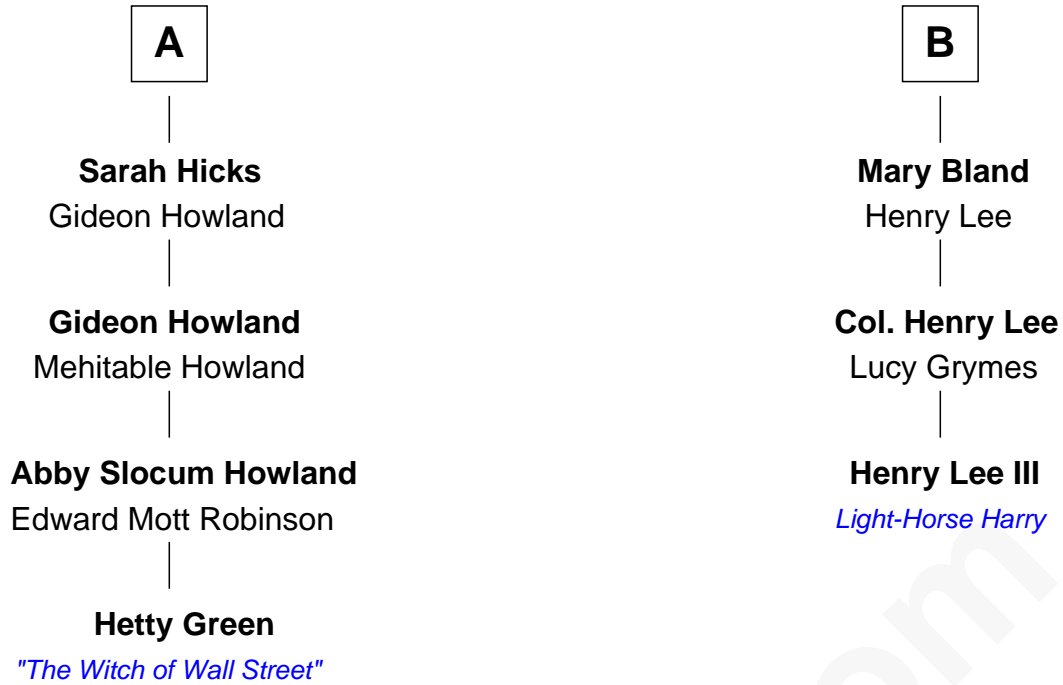 A
Sarah Hicks
Gideon Howland
Gideon Howland
Mehitable Howland
Abby Slocum Howland
Edward Mott Robinson
Hetty Green
"The Witch of Wall Street"
B
Mary Bland
Henry Lee
Col. Henry Lee
Lucy Grymes
Henry Lee III
Light-Horse Harry
om